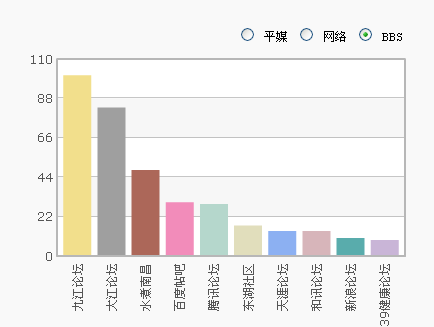 平媒 网络 BBS
110
88
66
44
22
0
九江论坛
大江论坛
水煮南昌
百度帖吧
腾讯论坛
东湖社区
天涯论坛
和讯论坛
新浪论坛
39健康论坛